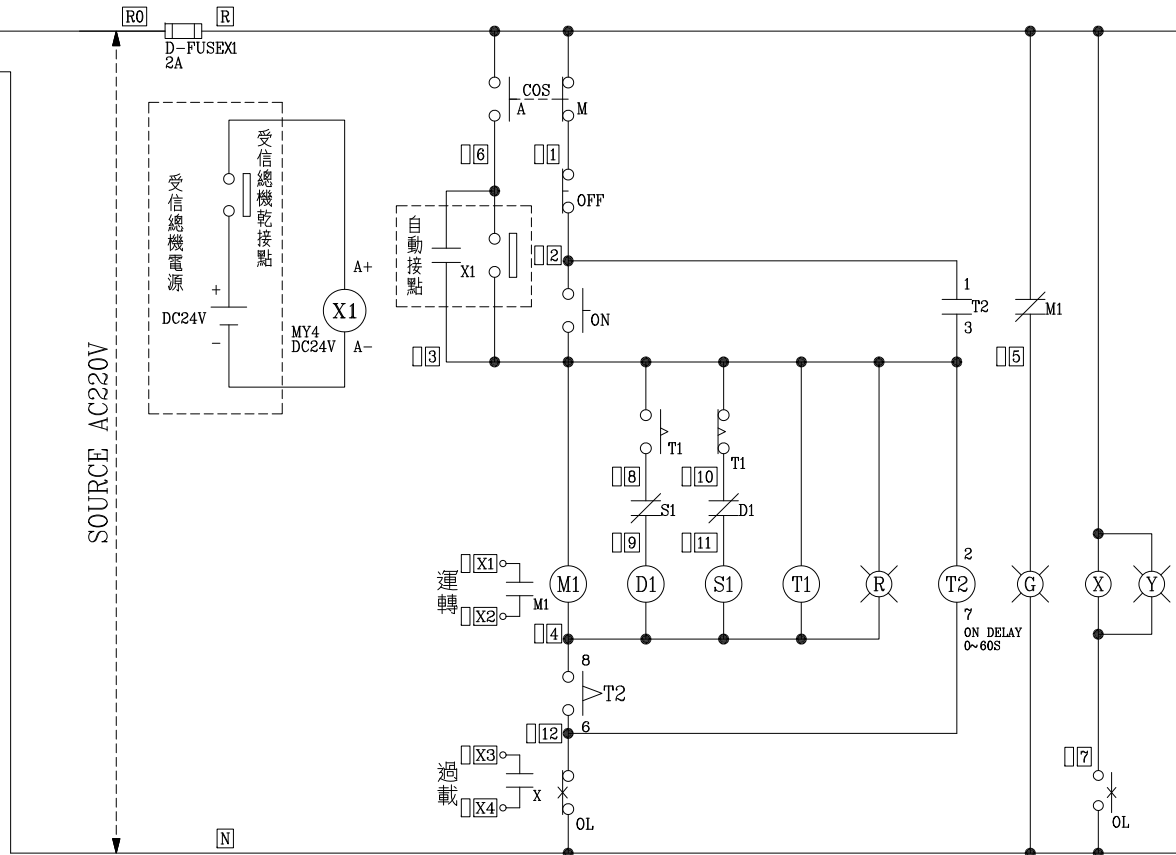 R0
R
D-FUSEX1
2A
COS
A
M
6
1
受信總機乾接點
受信總機電源
OFF
自動接點
X1
2
A+
+
DC24V
X1
MY4
DC24V
A-
-
ON
1
T2
3
M1
3
5
SOURCE AC220V
T1
T1
8
10
S1
D1
9
11
運轉
X1
M1
X2
M1
D1
S1
T1
R
2
T2
7
ON DELAY
0~60S
G
X
Y
4
8
T2
6
12
過載
X3
X
X4
OL
7
OL
N